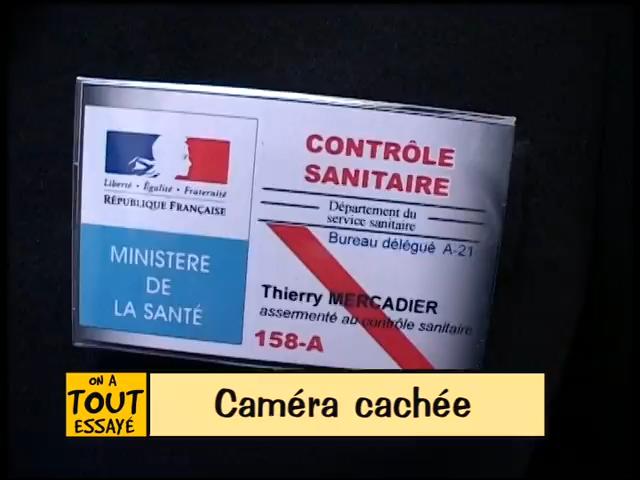 Liberté • Égalité • Fraternité
RÉPUBLIQUE FRANÇAISE
MINISTERE
DE
LA SANTÉ
CONTRÔLE
SANITAIRE
Département du
service sanitaire
Bureau délégué A-21
Thierry MERCADIER
assermenté au contrôle sanitaire
158-A
ON A
TOUT
ESSAYÉ
Caméra cachée